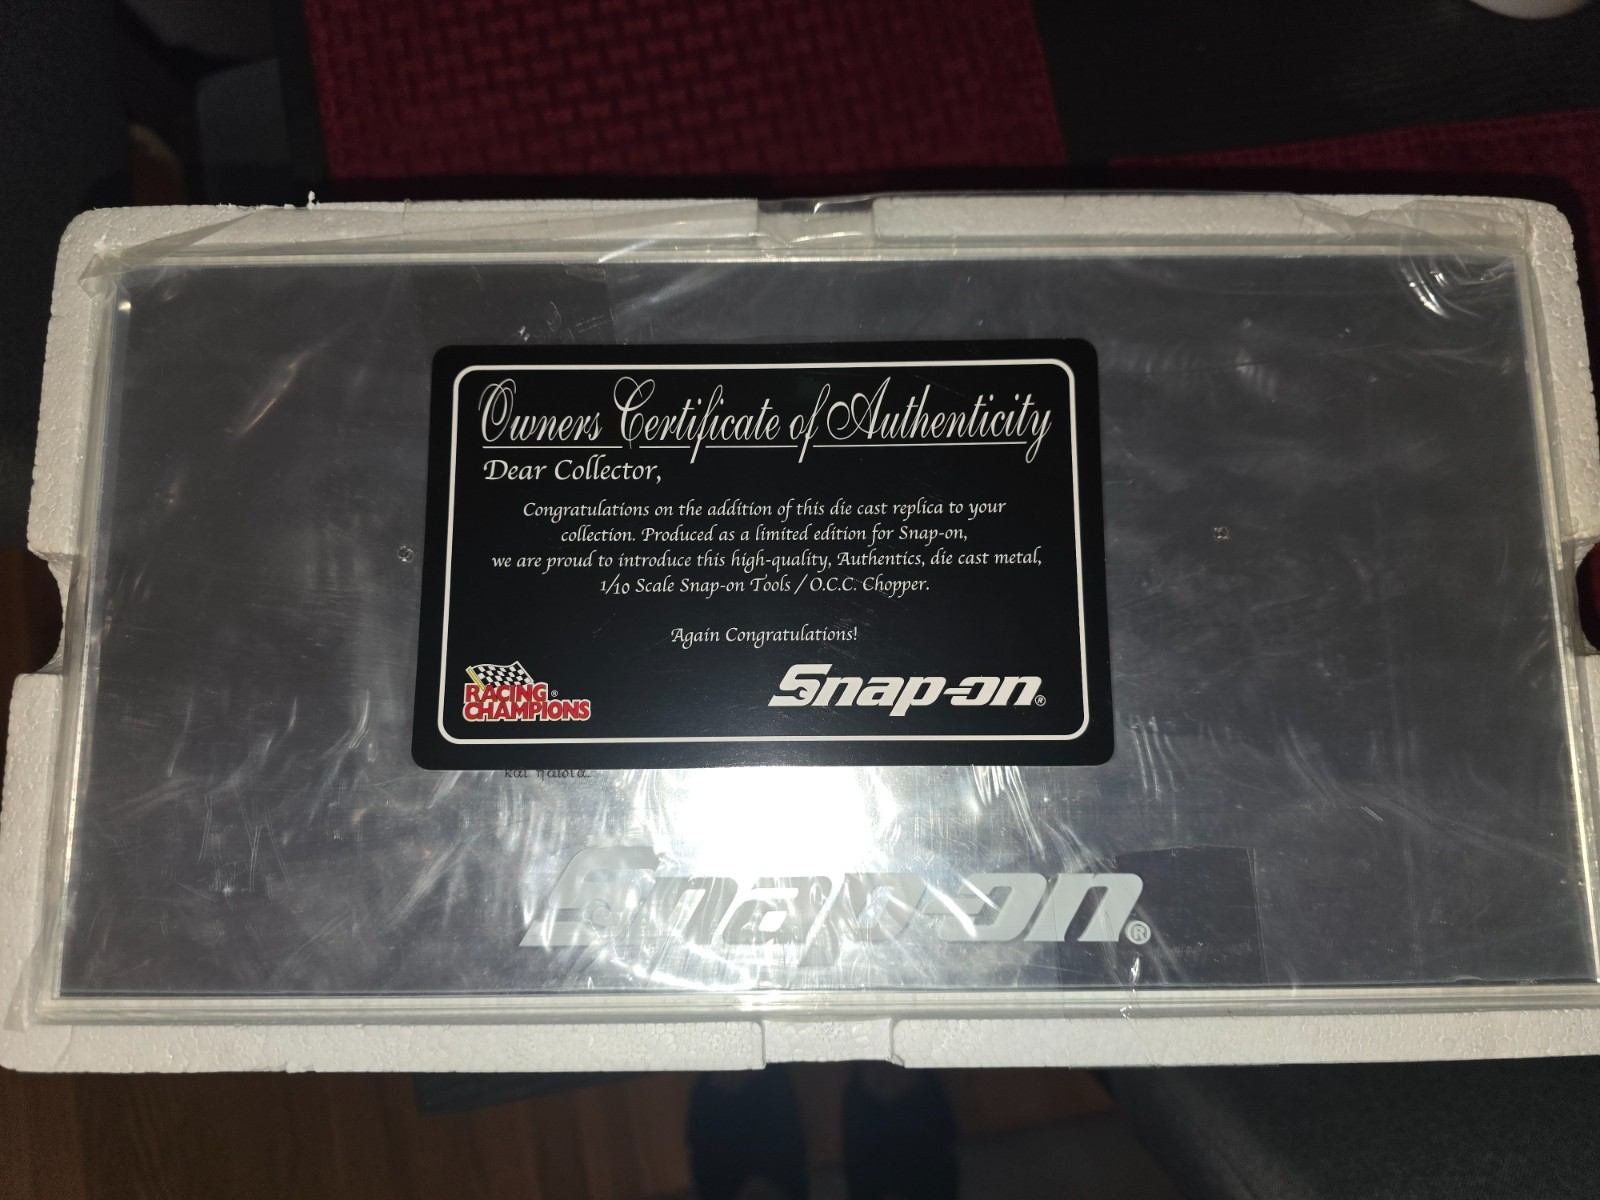 Owners Certificate of Authenticity
Dear Collector,
Congratulations on the addition of this die cast replica to your
collection. Produced as a limited edition for Snap-on,
we are proud to introduce this high-quality, Authentics, die cast metal,
1/10 Scale Snap-on Tools / O.C.C. Chopper.
Again Congratulations!
RACING ®
CHAMPIONS
Snap-on®
Snap-on®